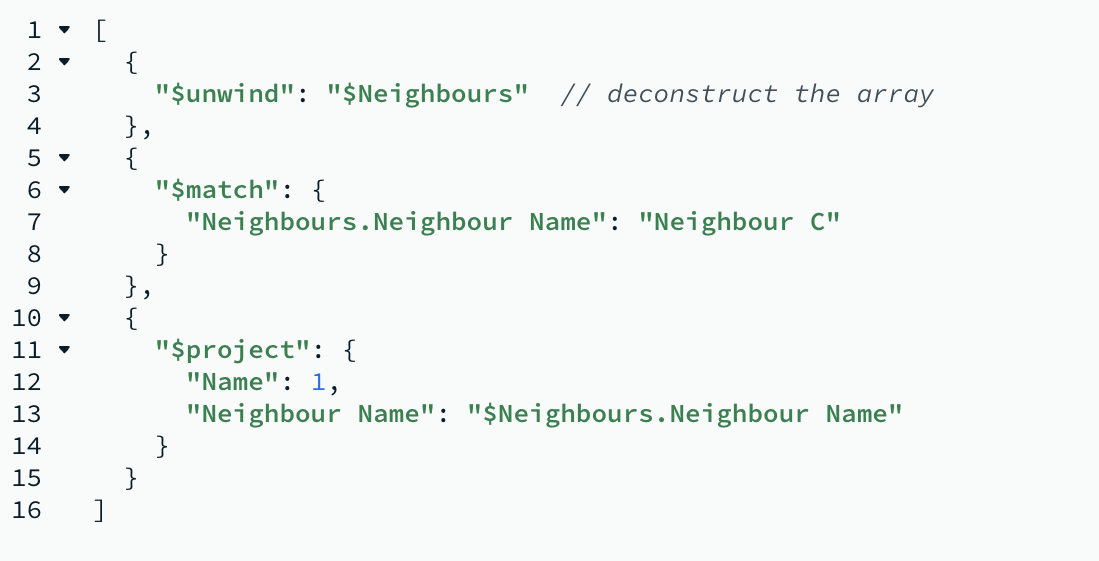 1 [
2 {
3 "$unwind": "$Neighbours" // deconstruct the array
4 },
5 {
6 "$match": {
7 "Neighbours.Neighbour Name": "Neighbour C"
8 }
9 },
10 {
11 "$project": {
12 "Name": 1,
13 "Neighbour Name": "$Neighbours.Neighbour Name"
14 }
15 }
16 ]